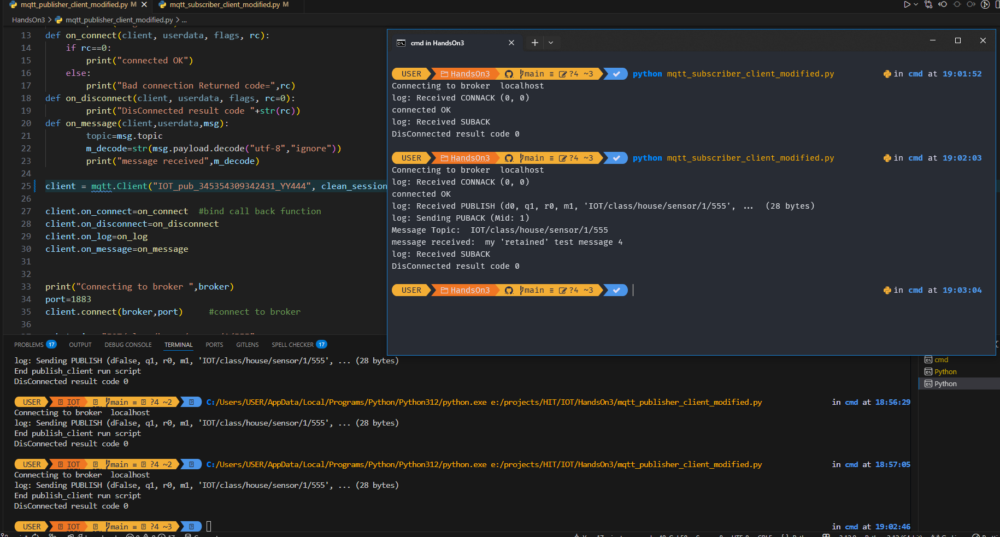 mqtt_publisher_client_modified.py M
mqtt_subscriber_client_modified.py M
HandsOn3 > mqtt_publisher_client_modified.py > ...
13 def on_connect(client, userdata, flags, rc):
14 if rc==0:
15 print("connected OK")
16 else:
17 print("Bad connection Returned code=",rc)
18 def on_disconnect(client, userdata, flags, rc=0):
19 print("DisConnected result code "+str(rc))
20 def on_message(client,userdata,msg):
21 topic=msg.topic
22 m_decode=str(msg.payload.decode("utf-8","ignore"))
23 print("message received",m_decode)
24
25 client = mqtt.Client("IOT_pub_345354309342431_YY444", clean_session
26
27 client.on_connect=on_connect #bind call back function
28 client.on_disconnect=on_disconnect
29 client.on_log=on_log
30 client.on_message=on_message
31
32
33 print("Connecting to broker ",broker)
34 port=1883
35 client.connect(broker,port) #connect to broker
36
cmd in HandsOn3
USER HandsOn3 main ≡ ?4 ~3 python mqtt_subscriber_client_modified.py in cmd at 19:01:52
Connecting to broker localhost
log: Received CONNACK (0, 0)
connected OK
log: Received SUBACK
DisConnected result code 0
USER HandsOn3 main ≡ ?4 ~3 python mqtt_subscriber_client_modified.py in cmd at 19:02:03
Connecting to broker localhost
log: Received CONNACK (0, 0)
connected OK
log: Received PUBLISH (d0, q1, r0, m1, 'IOT/class/house/sensor/1/555', ... (28 bytes)
log: Sending PUBACK (Mid: 1)
Message Topic: IOT/class/house/sensor/1/555
message received: my 'retained' test message 4
log: Received SUBACK
DisConnected result code 0
USER HandsOn3 main ≡ ?4 ~3 in cmd at 19:03:04
PROBLEMS 17 OUTPUT DEBUG CONSOLE TERMINAL PORTS GITLENS SPELL CHECKER 17
log: Sending PUBLISH (dFalse, q1, r0, m1, 'IOT/class/house/sensor/1/555', ... (28 bytes)
End publish_client run script
DisConnected result code 0
USER IOT main ≡ ?4 ~2 C:/Users/USER/AppData/Local/Programs/Python/Python312/python.exe e:/projects/HIT/IOT/HandsOn3/mqtt_publisher_client_modified.py in cmd at 18:56:29
Connecting to broker localhost
log: Sending PUBLISH (dFalse, q1, r0, m1, 'IOT/class/house/sensor/1/555', ... (28 bytes)
End publish_client run script
DisConnected result code 0
USER IOT main ≡ ?4 ~2 C:/Users/USER/AppData/Local/Programs/Python/Python312/python.exe e:/projects/HIT/IOT/HandsOn3/mqtt_publisher_client_modified.py in cmd at 18:57:05
Connecting to broker localhost
log: Sending PUBLISH (dFalse, q1, r0, m1, 'IOT/class/house/sensor/1/555', ... (28 bytes)
End publish_client run script
DisConnected result code 0
USER IOT main ≡ ?4 ~3 in cmd at 19:02:46
cmd
Python
Python